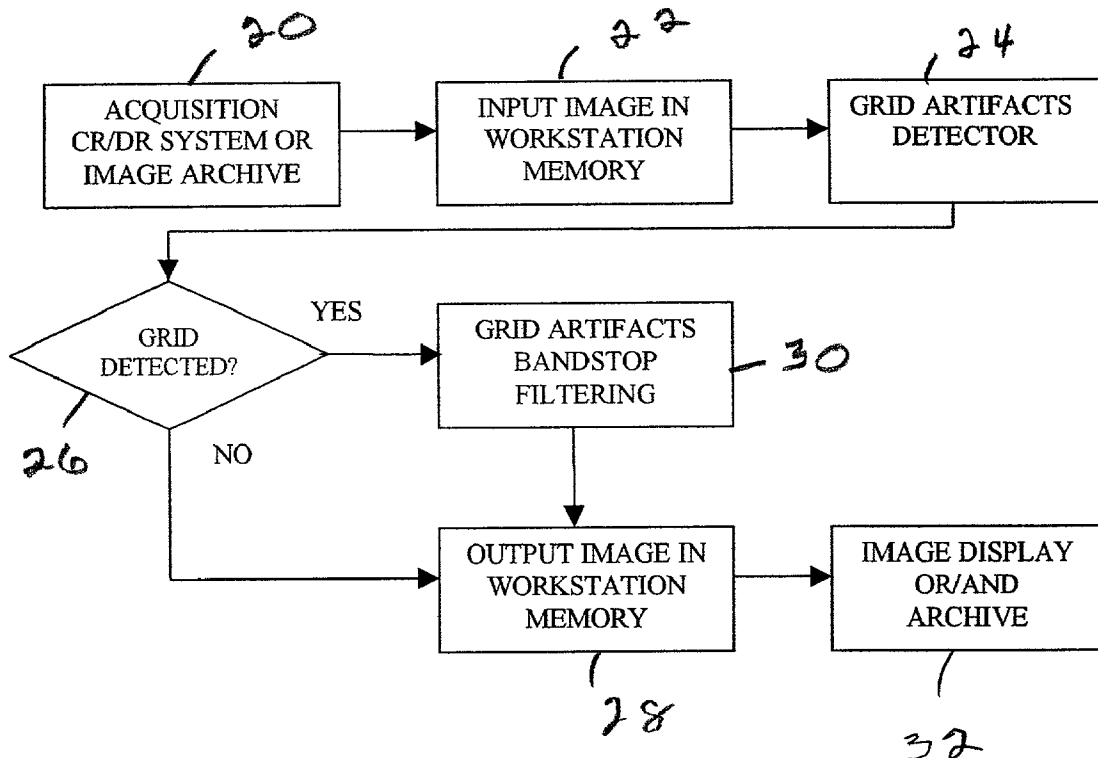 20
22
24
ACQUISITION
CR/DR SYSTEM OR
IMAGE ARCHIVE
INPUT IMAGE IN
WORKSTATION
MEMORY
GRID ARTIFACTS
DETECTOR
GRID
DETECTED?
YES
GRID ARTIFACTS
BANDSTOP
FILTERING
30
26
NO
OUTPUT IMAGE IN
WORKSTATION
MEMORY
IMAGE DISPLAY
OR/AND
ARCHIVE
28
32